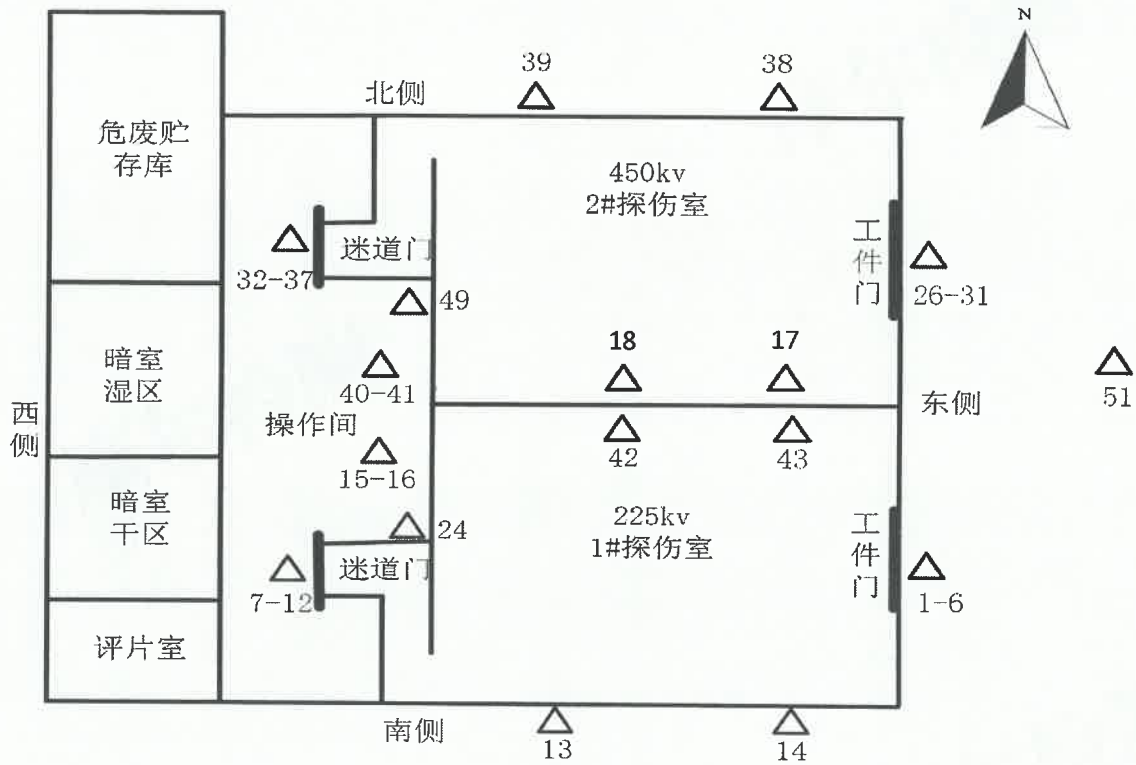 N
39
38
北侧
危废贮
存库
450kv
2#探伤室
迷道门
工
件
门
32-37
26-31
49
18
17
暗室
湿区
40-41
51
西
侧
操作间
东侧
42
43
15-16
暗室
干区
225kv
1#探伤室
24
工
件
门
迷道门
7-12
1-6
评片室
南侧
13
14